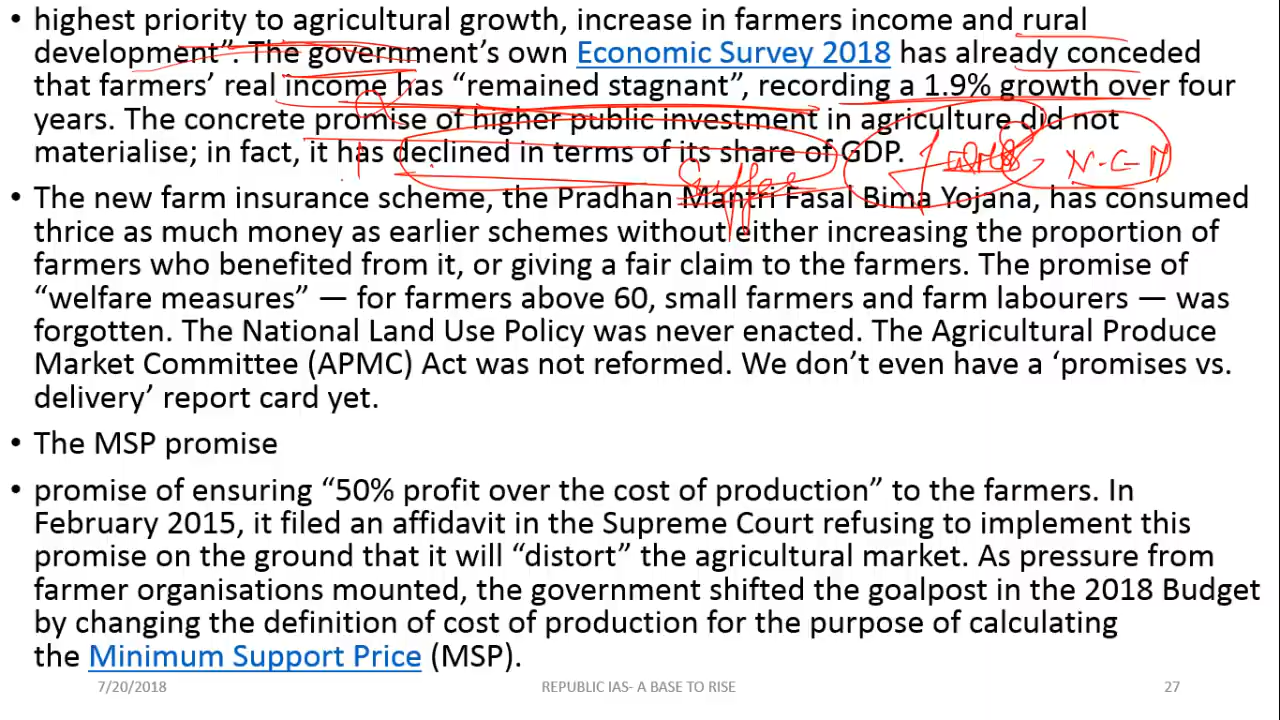 • highest priority to agricultural growth, increase in farmers income and rural
development”. The government’s own Economic Survey 2018 has already conceded
that farmers’ real income has “remained stagnant”, recording a 1.9% growth over four
years. The concrete promise of higher public investment in agriculture did not
materialise; in fact, it has declined in terms of its share of GDP.
Suffer
N-G-N
• The new farm insurance scheme, the Pradhan Mantri Fasal Bima Yojana, has consumed
thrice as much money as earlier schemes without either increasing the proportion of
farmers who benefited from it, or giving a fair claim to the farmers. The promise of
“welfare measures” — for farmers above 60, small farmers and farm labourers — was
forgotten. The National Land Use Policy was never enacted. The Agricultural Produce
Market Committee (APMC) Act was not reformed. We don’t even have a ‘promises vs.
delivery’ report card yet.
• The MSP promise
• promise of ensuring “50% profit over the cost of production” to the farmers. In
February 2015, it filed an affidavit in the Supreme Court refusing to implement this
promise on the ground that it will “distort” the agricultural market. As pressure from
farmer organisations mounted, the government shifted the goalpost in the 2018 Budget
by changing the definition of cost of production for the purpose of calculating
the Minimum Support Price (MSP).
7/20/2018
REPUBLIC IAS- A BASE TO RISE
27